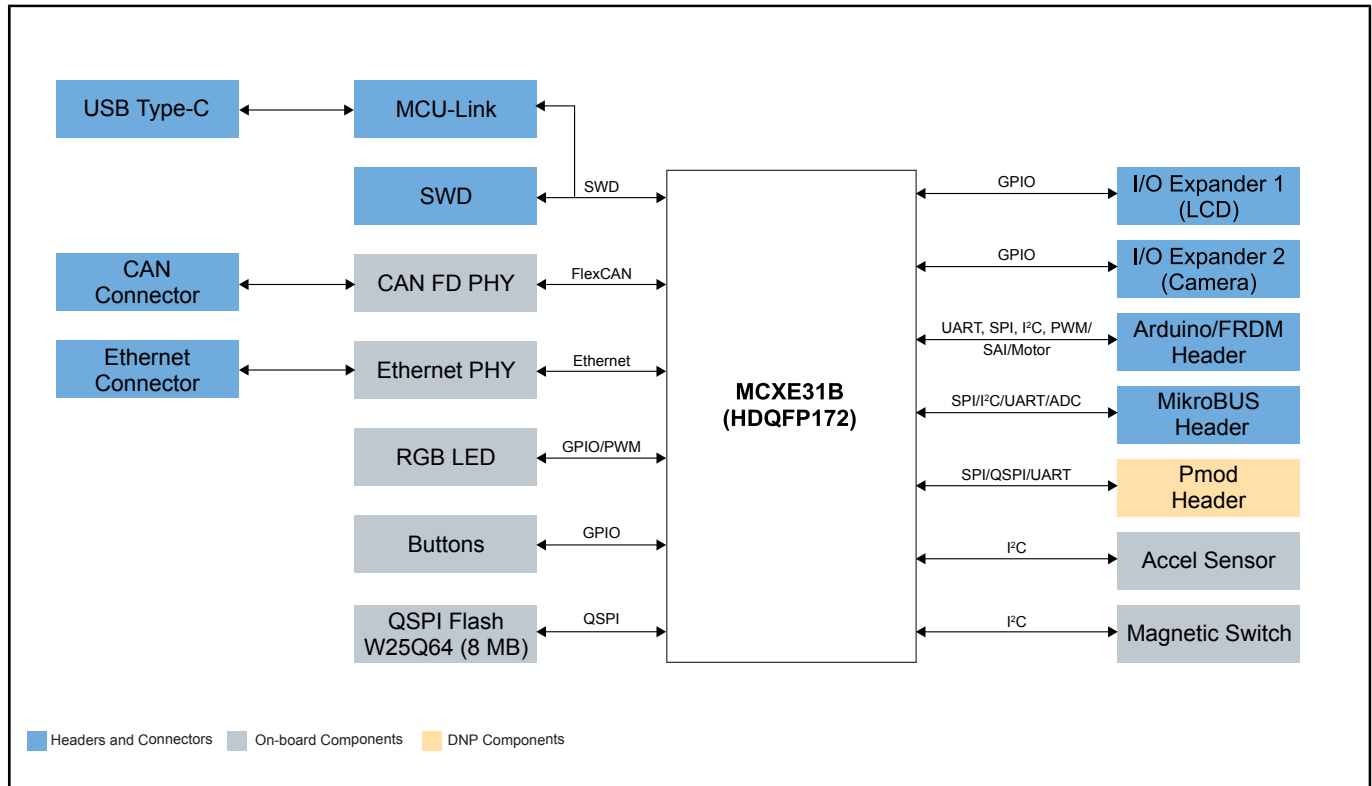 USB Type-C
MCU-Link
SWD
SWD
CAN
Connector
CAN FD PHY
FlexCAN
Ethernet
Connector
Ethernet PHY
Ethernet
RGB LED
GPIO/PWM
Buttons
GPIO
QSPI Flash
W25Q64 (8 MB)
QSPI
MCXE31B
(HDQFP172)
GPIO
I/O Expander 1
(LCD)
GPIO
I/O Expander 2
(Camera)
UART, SPI, I²C, PWM/
SAI/Motor
Arduino/FRDM
Header
SPI/I²C/UART/ADC
MikroBUS
Header
SPI/QSPI/UART
Pmod
Header
I²C
Accel Sensor
I²C
Magnetic Switch
Headers and Connectors
On-board Components
DNP Components